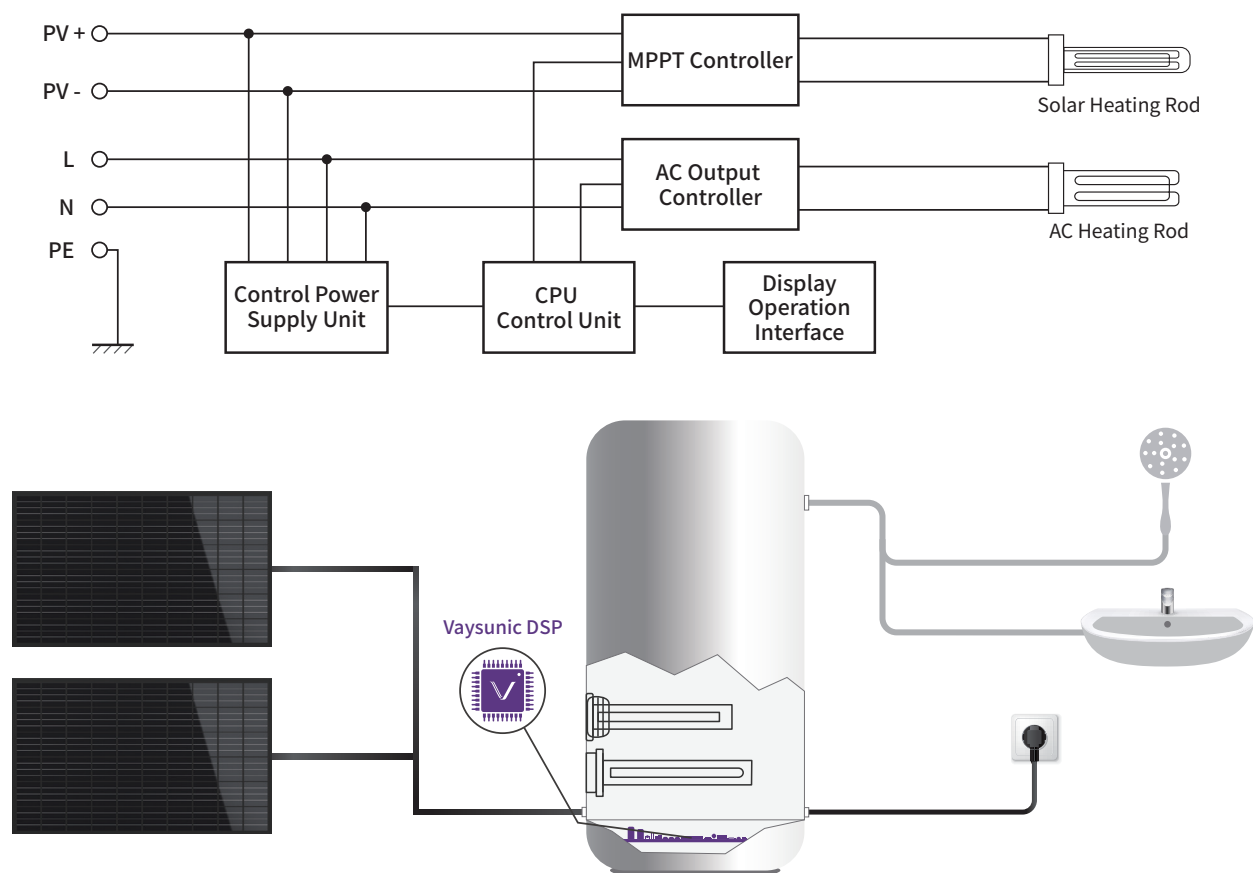 PV +
MPPT Controller
PV -
Solar Heating Rod
L
AC Output
Controller
N
AC Heating Rod
PE
Control Power
Supply Unit
CPU
Control Unit
Display
Operation
Interface
Vaysunic DSP
V